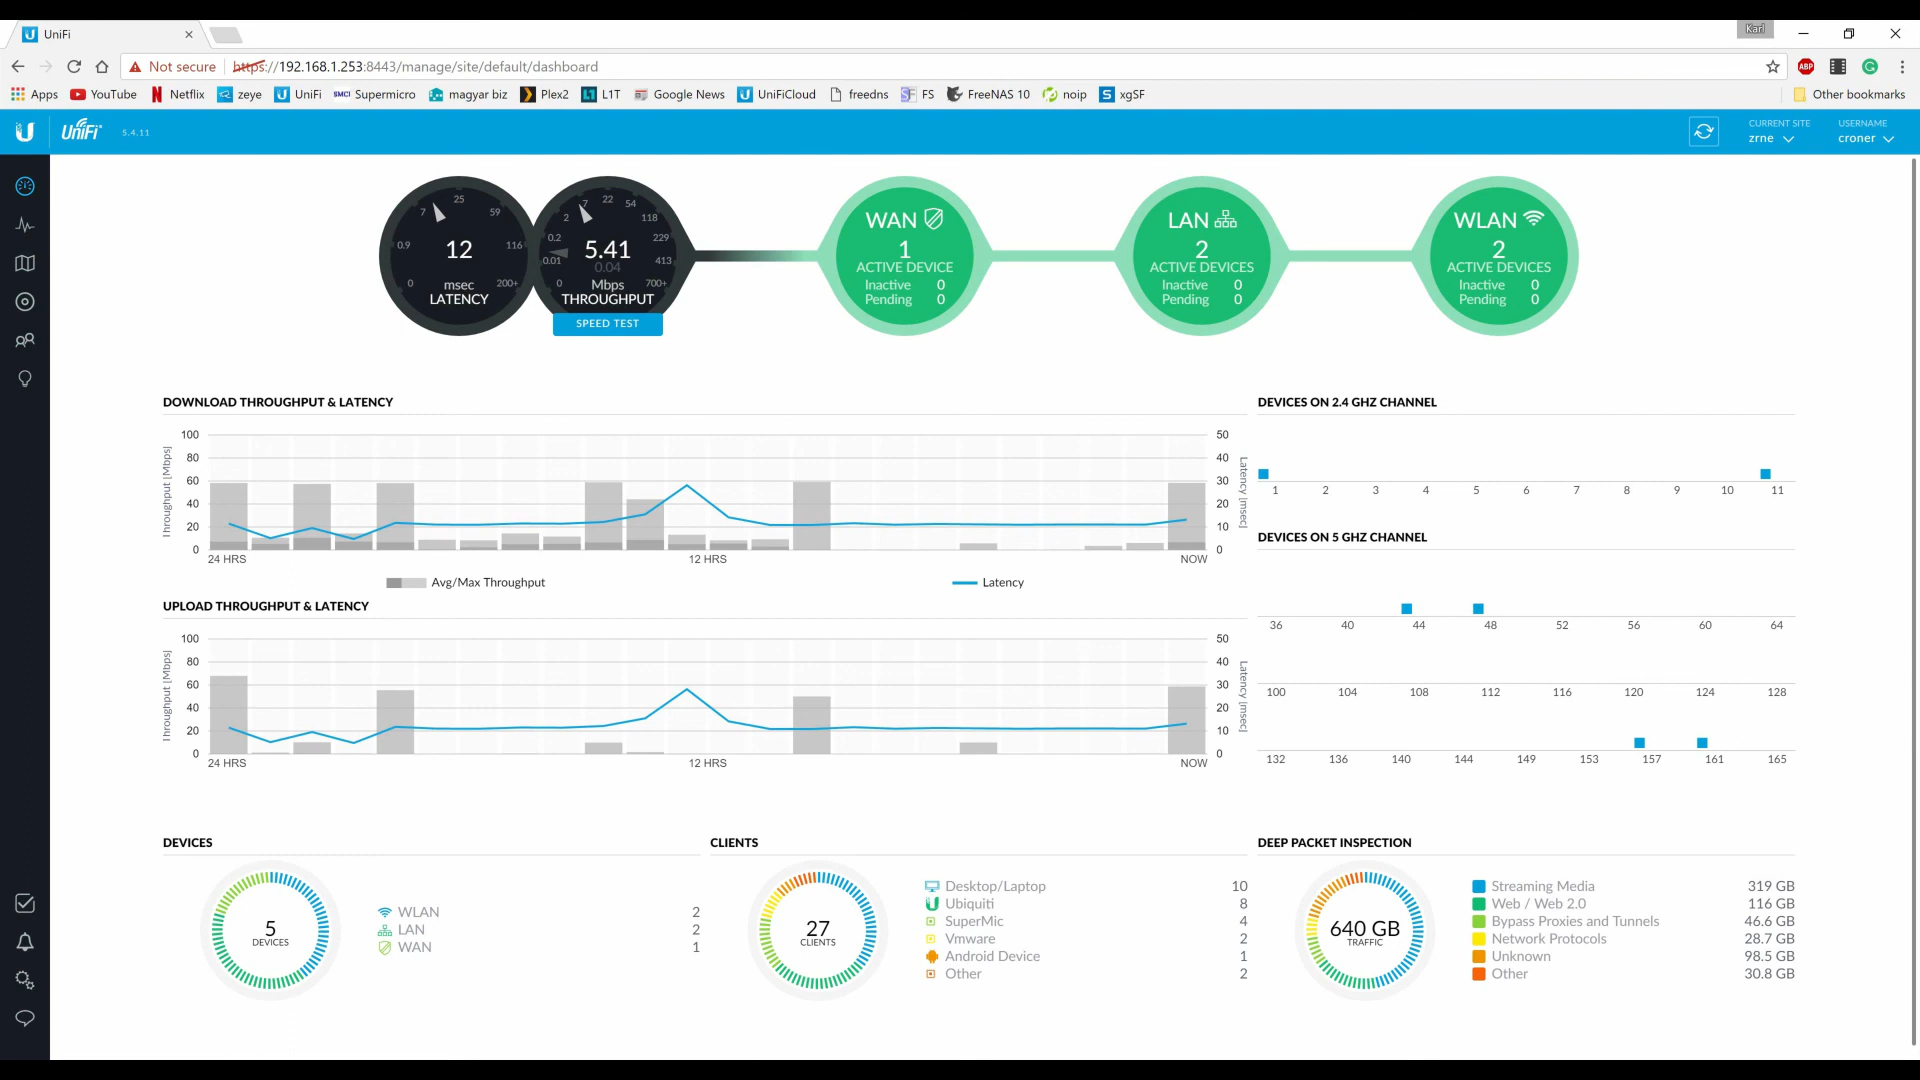 UniFi
Karl
Not secure https://192.168.1.253:8443/manage/site/default/dashboard
ABP
Apps YouTube Netflix zeye UniFi SMCI Supermicro magyar biz Plex2 L1T Google News UniFiCloud freedns SF FS FreeNAS 10 noip S xgSF Other bookmarks
UniFi 5.4.11
CURRENT SITE USERNAME
zrne croner
0 0.9 7 25 59 116 200+
12
msec
LATENCY
0 0.01 0.2 2 7 22 54 118 229 413 700+
5.41
0.04
Mbps
THROUGHPUT
SPEED TEST
WAN
1
ACTIVE DEVICE
Inactive 0
Pending 0
LAN
2
ACTIVE DEVICES
Inactive 0
Pending 0
WLAN
2
ACTIVE DEVICES
Inactive 0
Pending 0
DOWNLOAD THROUGHPUT & LATENCY
Throughput [Mbps]
100 50
80 40
60 30
40 20
20 10
0 0
Latency [msec]
24 HRS 12 HRS NOW
Avg/Max Throughput Latency
UPLOAD THROUGHPUT & LATENCY
Throughput [Mbps]
100 50
80 40
60 30
40 20
20 10
0 0
Latency [msec]
24 HRS 12 HRS NOW
DEVICES ON 2.4 GHZ CHANNEL
1 2 3 4 5 6 7 8 9 10 11
DEVICES ON 5 GHZ CHANNEL
36 40 44 48 52 56 60 64
100 104 108 112 116 120 124 128
132 136 140 144 149 153 157 161 165
DEVICES
5
DEVICES
WLAN 2
LAN 2
WAN 1
CLIENTS
27
CLIENTS
Desktop/Laptop 10
Ubiquiti 8
SuperMic 4
Vmware 2
Android Device 1
Other 2
DEEP PACKET INSPECTION
640 GB
TRAFFIC
Streaming Media 319 GB
Web / Web 2.0 116 GB
Bypass Proxies and Tunnels 46.6 GB
Network Protocols 28.7 GB
Unknown 98.5 GB
Other 30.8 GB